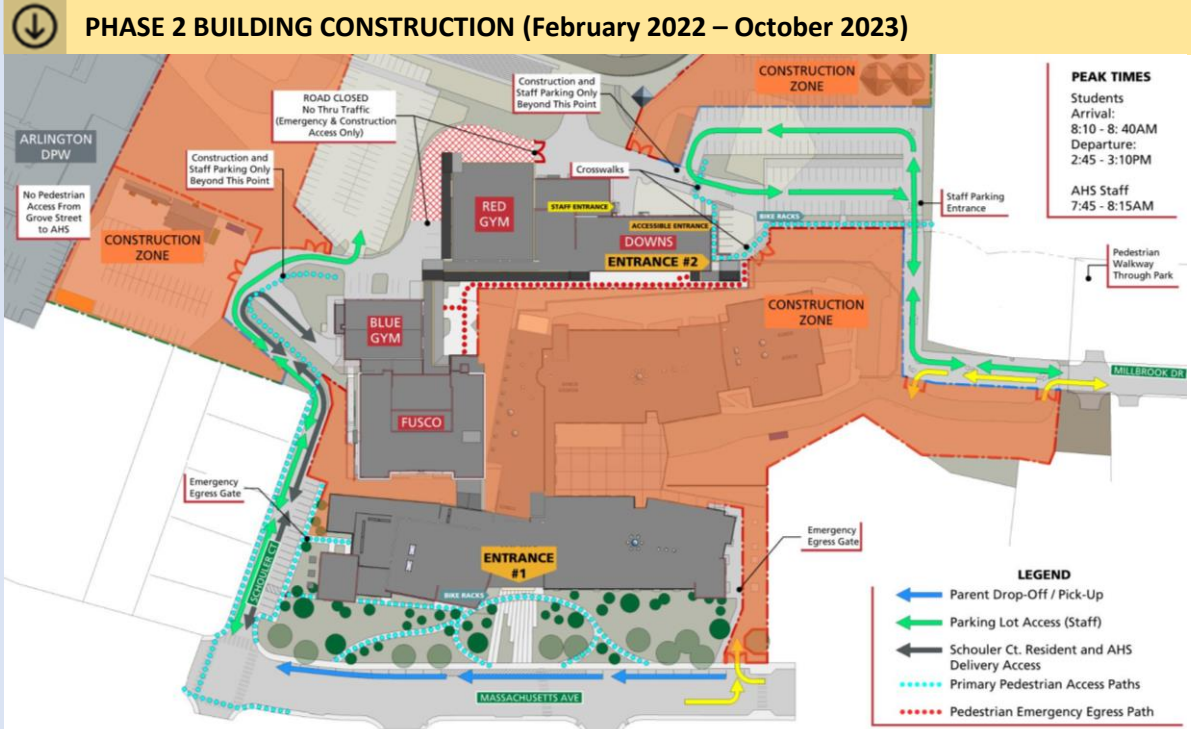 PHASE 2 BUILDING CONSTRUCTION (February 2022 – October 2023)
ARLINGTON
DPW
No Pedestrian
Access From
Grove Street
to AHS
CONSTRUCTION
ZONE
Construction and
Staff Parking Only
Beyond This Point
ROAD CLOSED
No Thru Traffic
(Emergency & Construction
Access Only)
Construction and
Staff Parking Only
Beyond This Point
CONSTRUCTION
ZONE
Crosswalks
RED
GYM
STAFF ENTRANCE
ACCESSIBLE ENTRANCE
DOWNS
ENTRANCE #2
BIKE RACKS
Staff Parking
Entrance
PEAK TIMES
Students
Arrival:
8:10 - 8: 40AM
Departure:
2:45 - 3:10PM
AHS Staff
7:45 - 8:15AM
Pedestrian
Walkway
Through Park
CONSTRUCTION
ZONE
BLUE
GYM
FUSCO
MILLBROOK DR
Emergency
Egress Gate
SCHOULER CT
ENTRANCE
#1
BIKE RACKS
Emergency
Egress Gate
MASSACHUSETTS AVE
LEGEND
Parent Drop-Off / Pick-Up
Parking Lot Access (Staff)
Schouler Ct. Resident and AHS
Delivery Access
Primary Pedestrian Access Paths
Pedestrian Emergency Egress Path